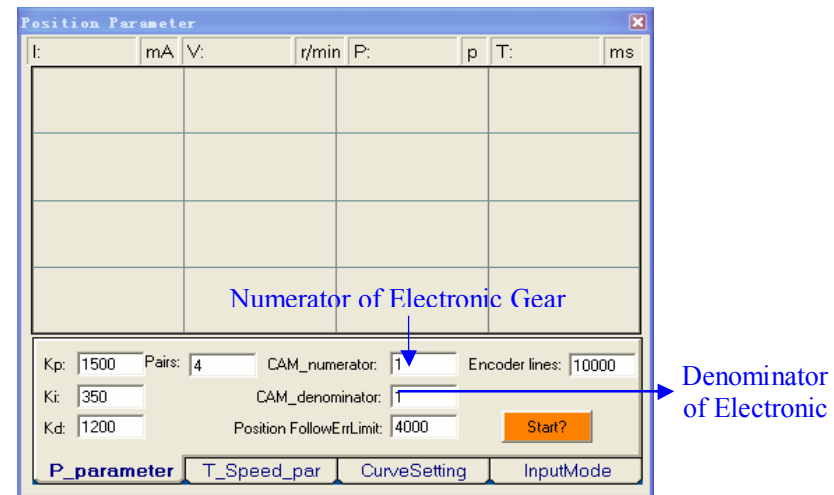 Position Parameter
I: mA V: r/min P: p T: ms
Numerator of Electronic Gear
Kp: 1500 Pairs: 4 CAM_numerator: 1 Encoder lines: 10000
Ki: 350 CAM_denominator: 1
Kd: 1200 Position FollowErrLimit: 4000 Start?
Denominator
of Electronic
P_parameter T_Speed_par CurveSetting InputMode